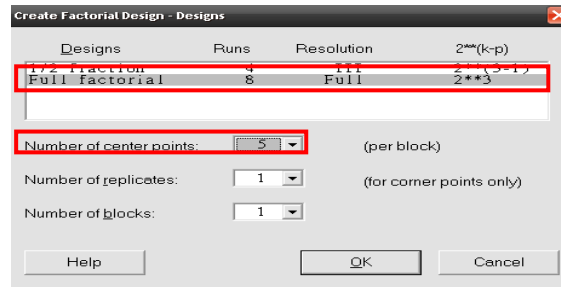 Create Factorial Design - Designs
Designs Runs Resolution 2**(k-p)
1/2 fraction 4 III 2**(3-1)
Full factorial 8 Full 2**3
Number of center points: 5 (per block)
Number of replicates: 1 (for corner points only)
Number of blocks: 1
Help OK Cancel